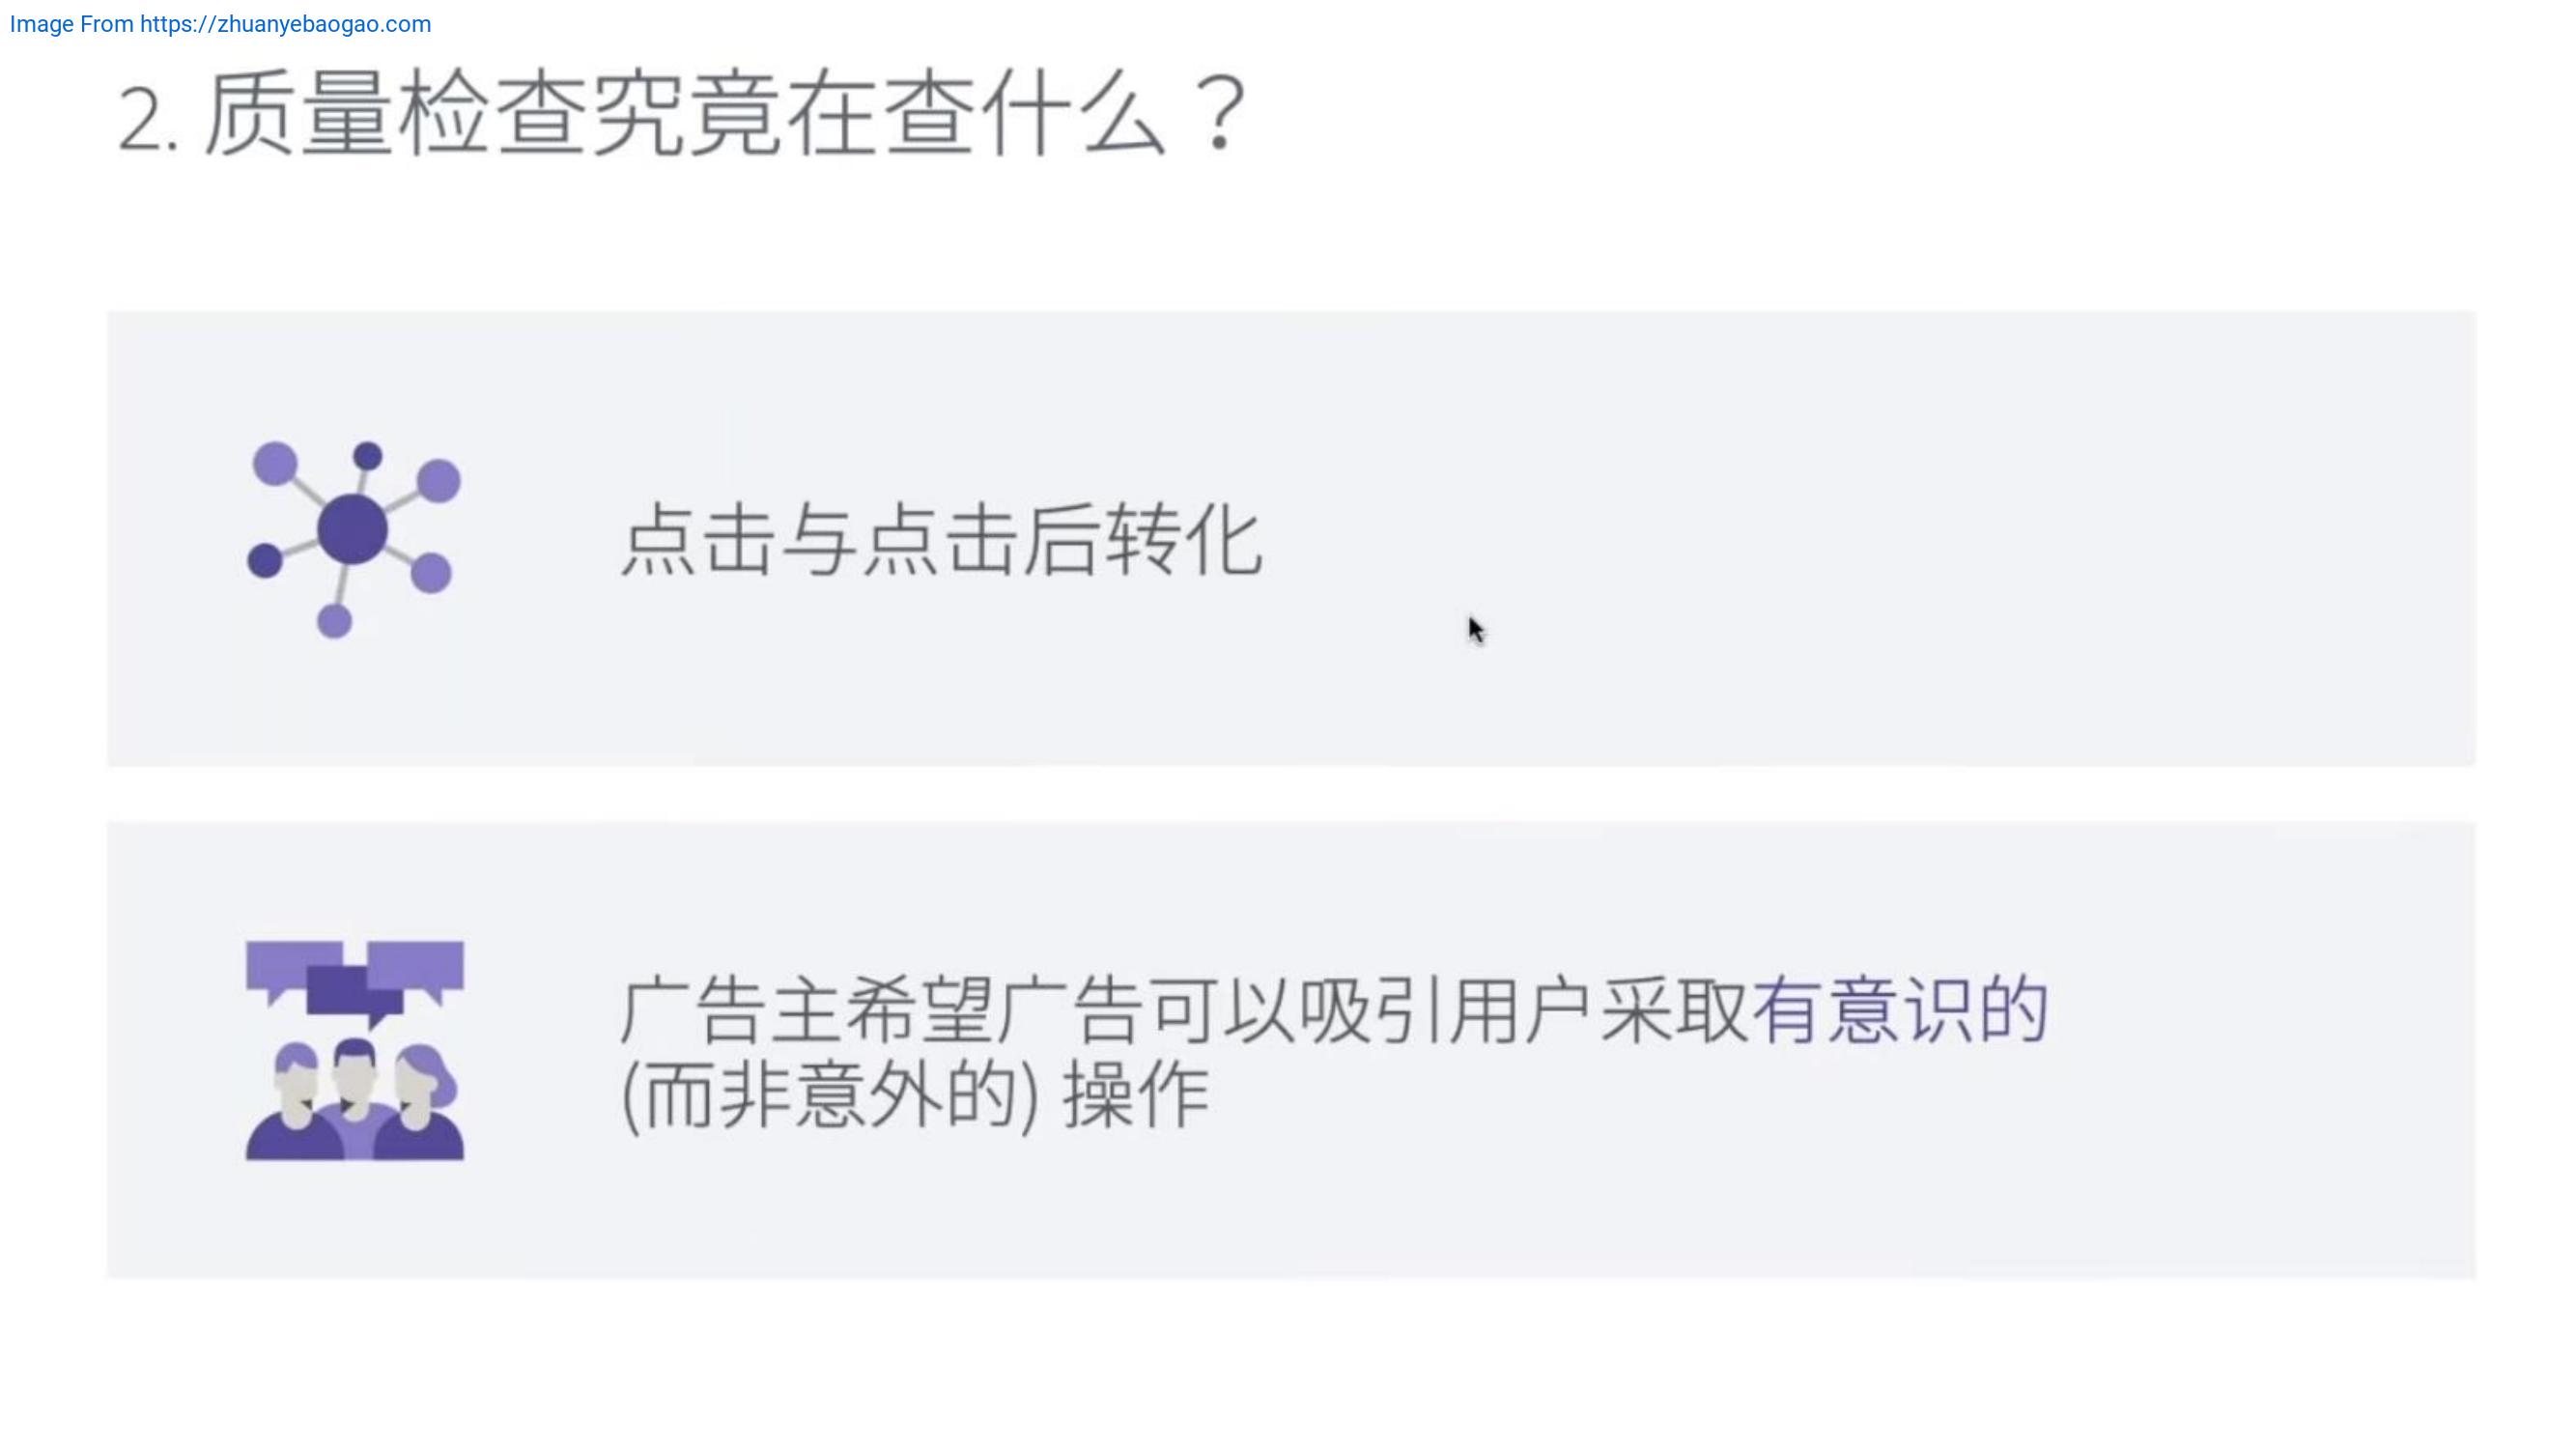 Image From https://zhuanyebaogao.com
2. 质量检查究竟在查什么？
点击与点击后转化
广告主希望广告可以吸引用户采取有意识的
(而非意外的) 操作